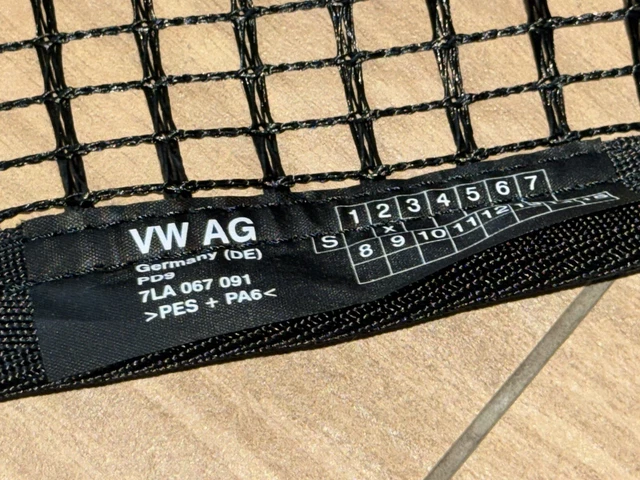 VW AG
Germany (DE)
PD9
7LA 067 091
>PES + PA6<
1 2 3 4 5 6 7
S X
8 9 10 11 12